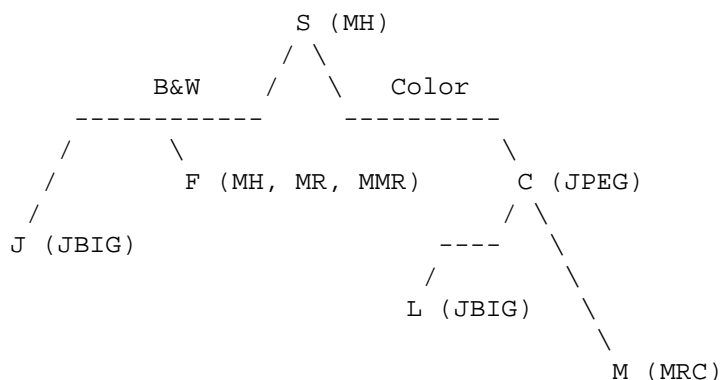 S (MH)
B&W Color
F (MH, MR, MMR) C (JPEG)
J (JBIG)
L (JBIG)
M (MRC)